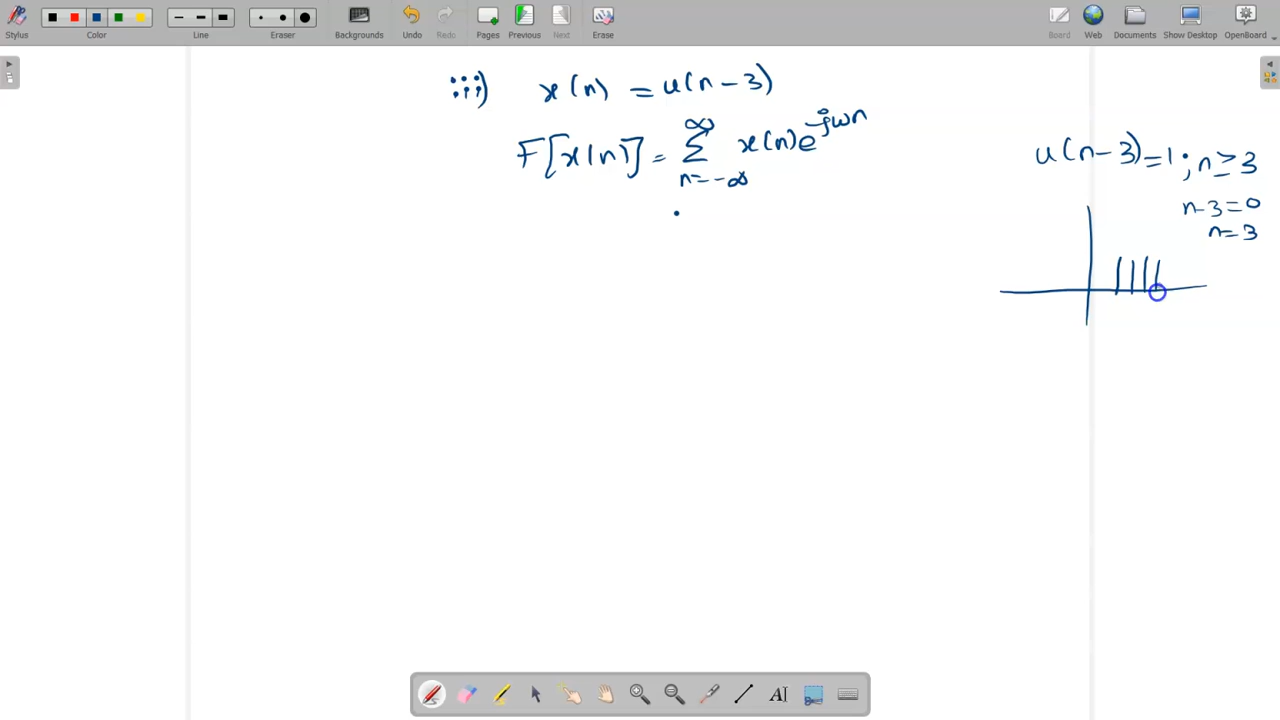 Stylus Color Line Eraser Backgrounds Undo Redo Pages Previous Next Erase Board Web Documents Show Desktop OpenBoard
iii) x(n) = u(n-3)
F[x(n)] = ∞ ∑ n=-∞ x(n)e^-jωn
u(n-3)=1; n≥3
n-3=0
n=3